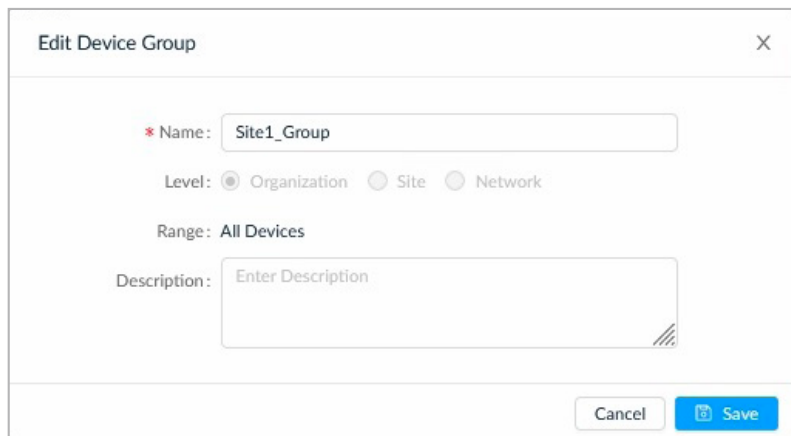 Edit Device Group
* Name: Site1_Group
Level: Organization Site Network
Range: All Devices
Description: Enter Description
Cancel Save